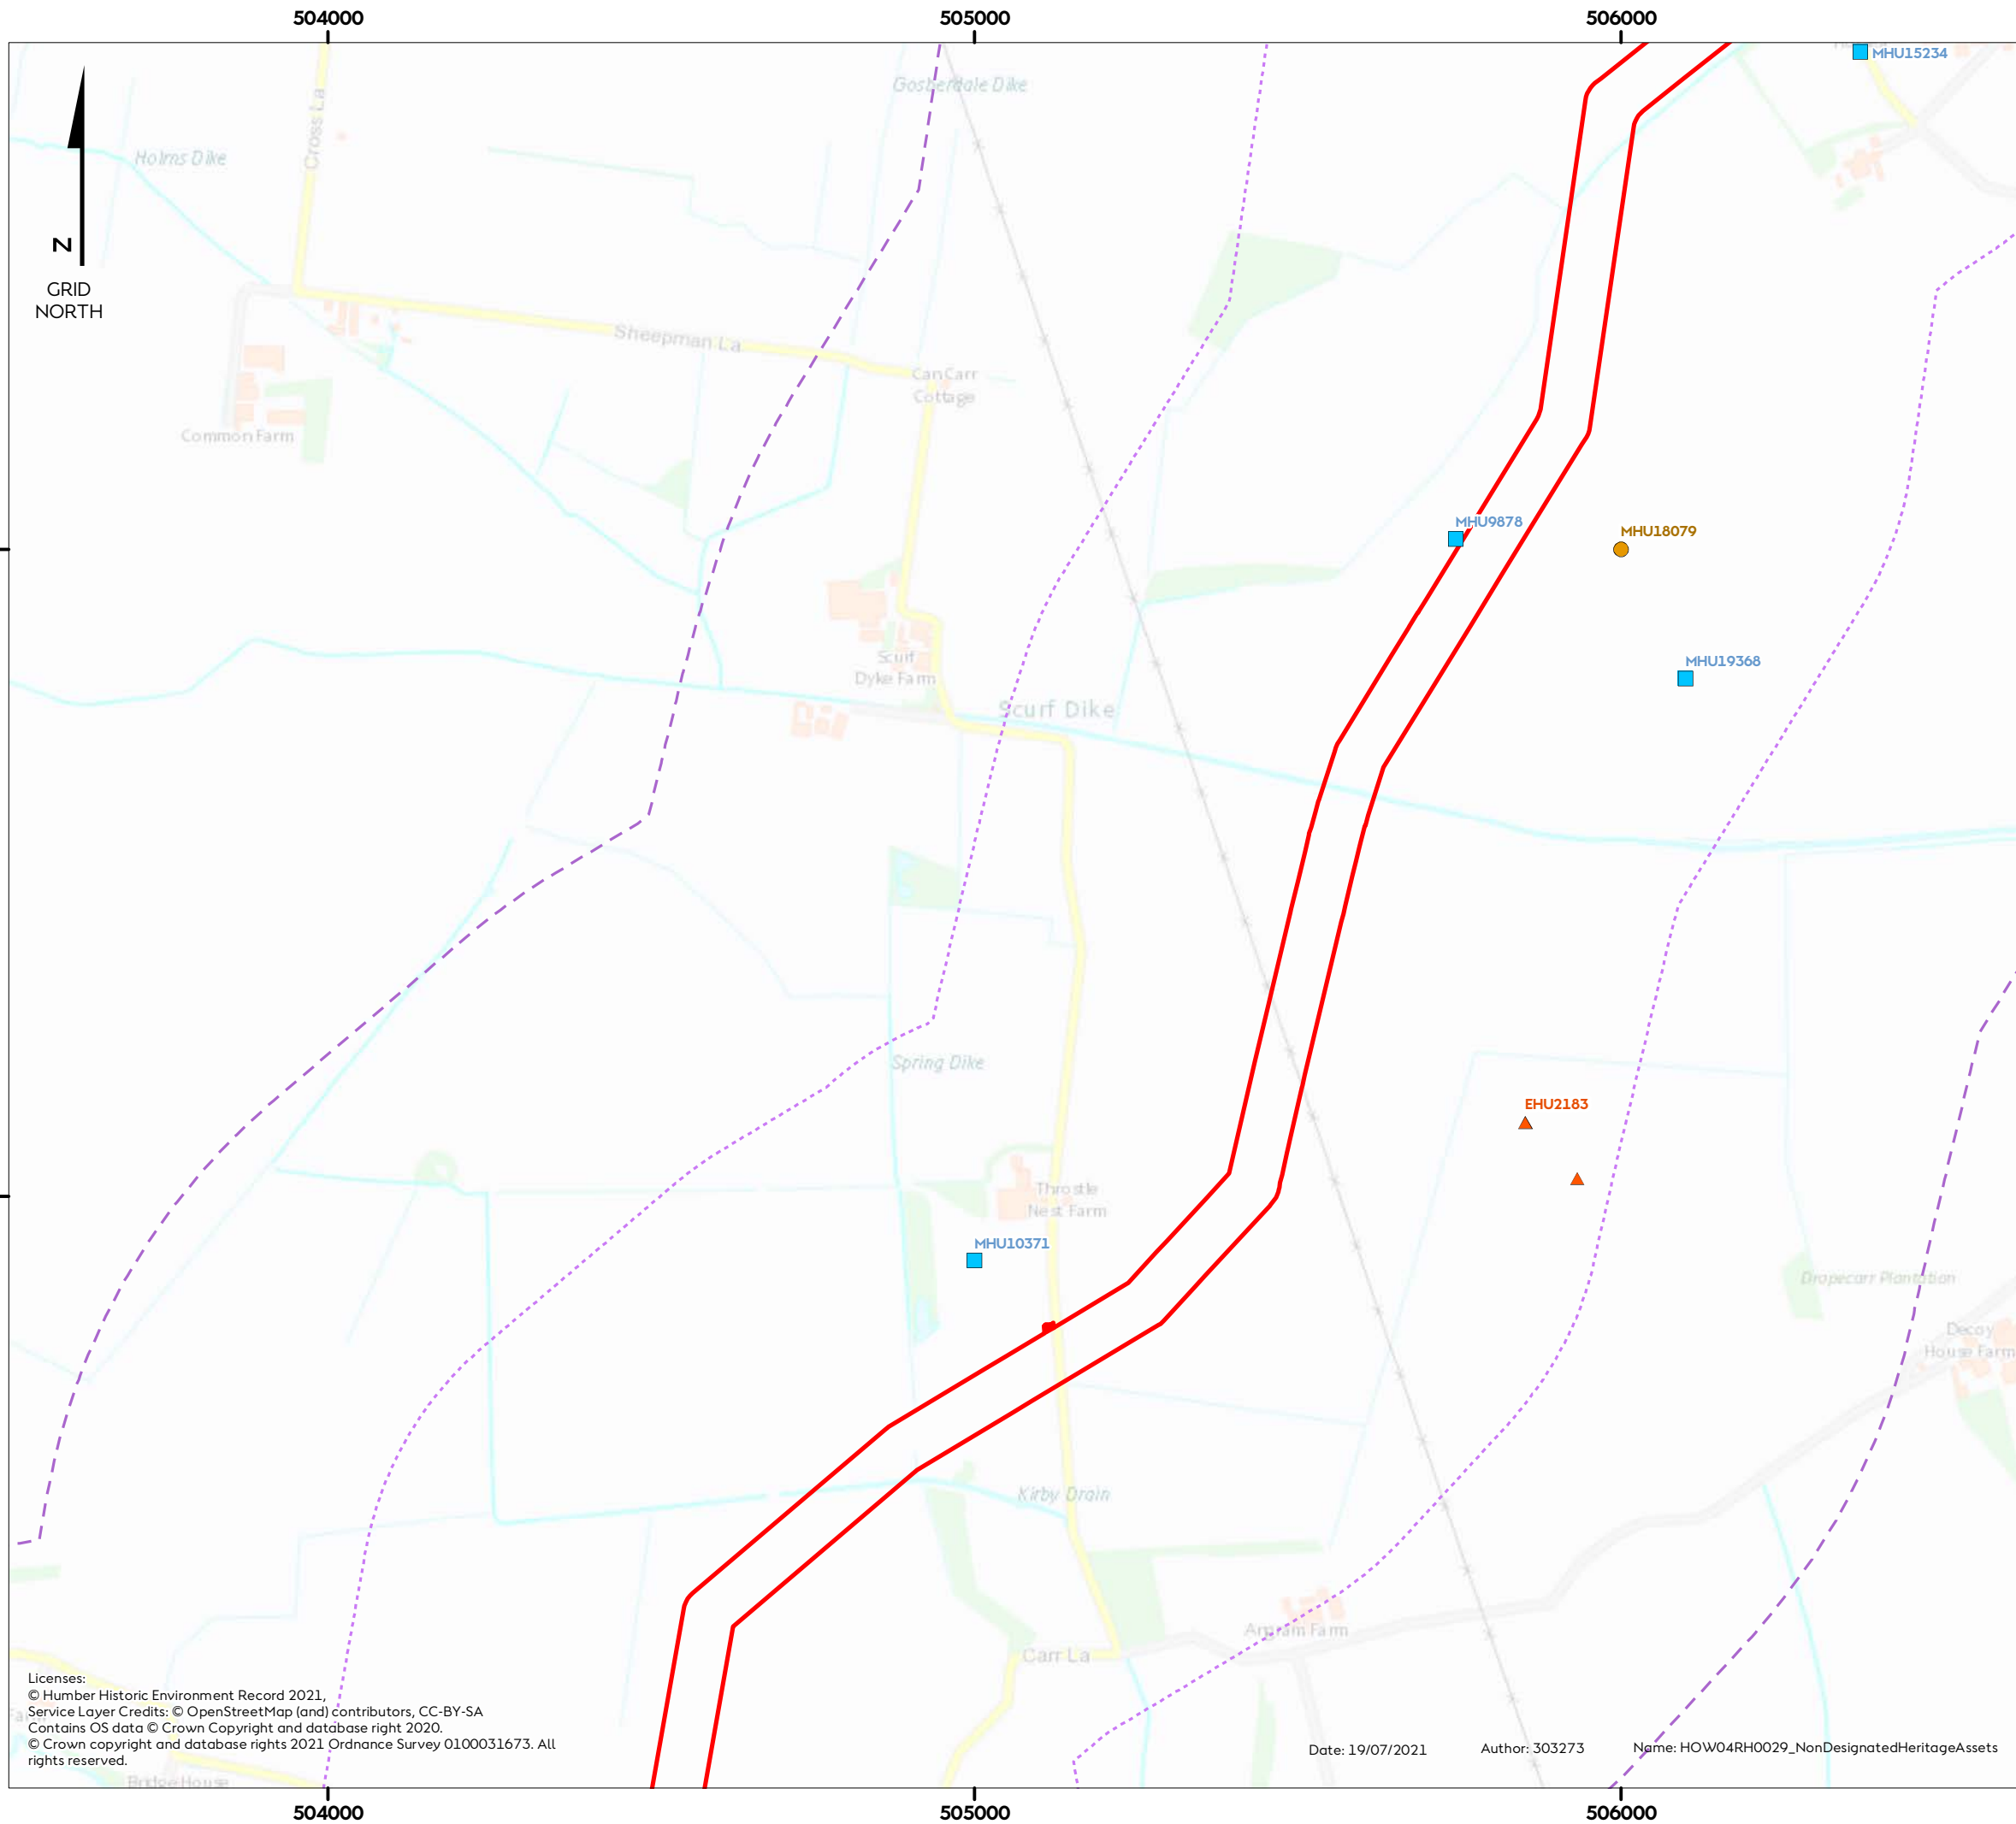 504000
505000
506000
MHU15234
Gosberdale Dike
Cross La
Holms Dike
N
GRID
NORTH
Sheepman La
CanCarr
Cottage
Common Farm
MHU9878
MHU18079
Scurf
Dyke Farm
MHU19368
Scurf Dike
Spring Dike
EHU2183
Throstle
Nest Farm
MHU10371
Dropecarr Plantation
Decoy
House Farm
Kirby Drain
Argram Farm
Carr La
Licenses:
© Humber Historic Environment Record 2021,
Service Layer Credits: © OpenStreetMap (and) contributors, CC-BY-SA
Contains OS data © Crown Copyright and database right 2020.
© Crown copyright and database rights 2021 Ordnance Survey 0100031673. All
rights reserved.
Date: 19/07/2021
Author: 303273
Name: HOW04RH0029_NonDesignatedHeritageAssets
Bridge House
504000
505000
506000